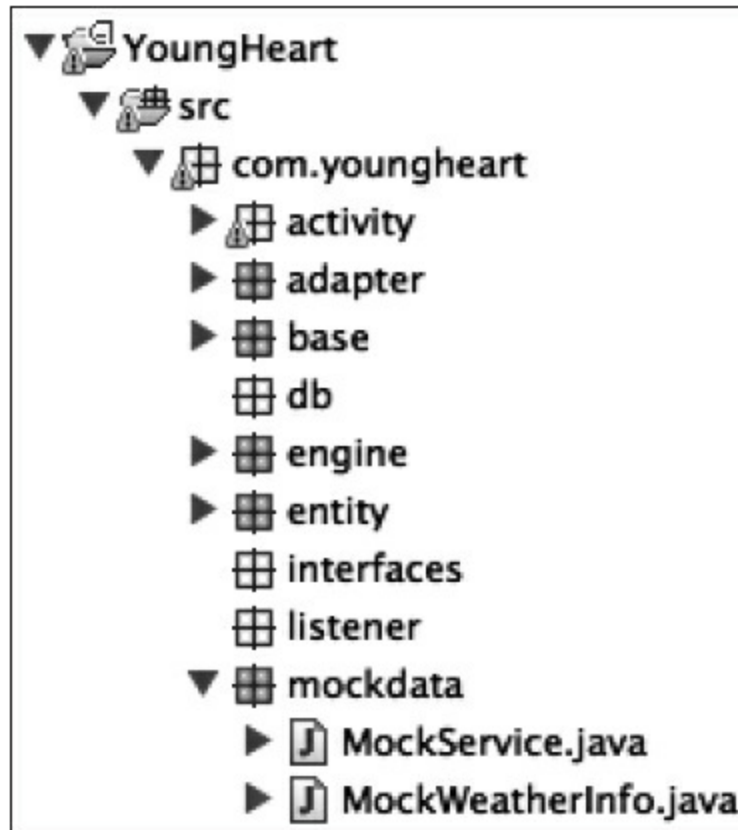 YoungHeart
src
com.youngheart
activity
adapter
base
db
engine
entity
interfaces
listener
mockdata
MockService.java
MockWeatherInfo.java